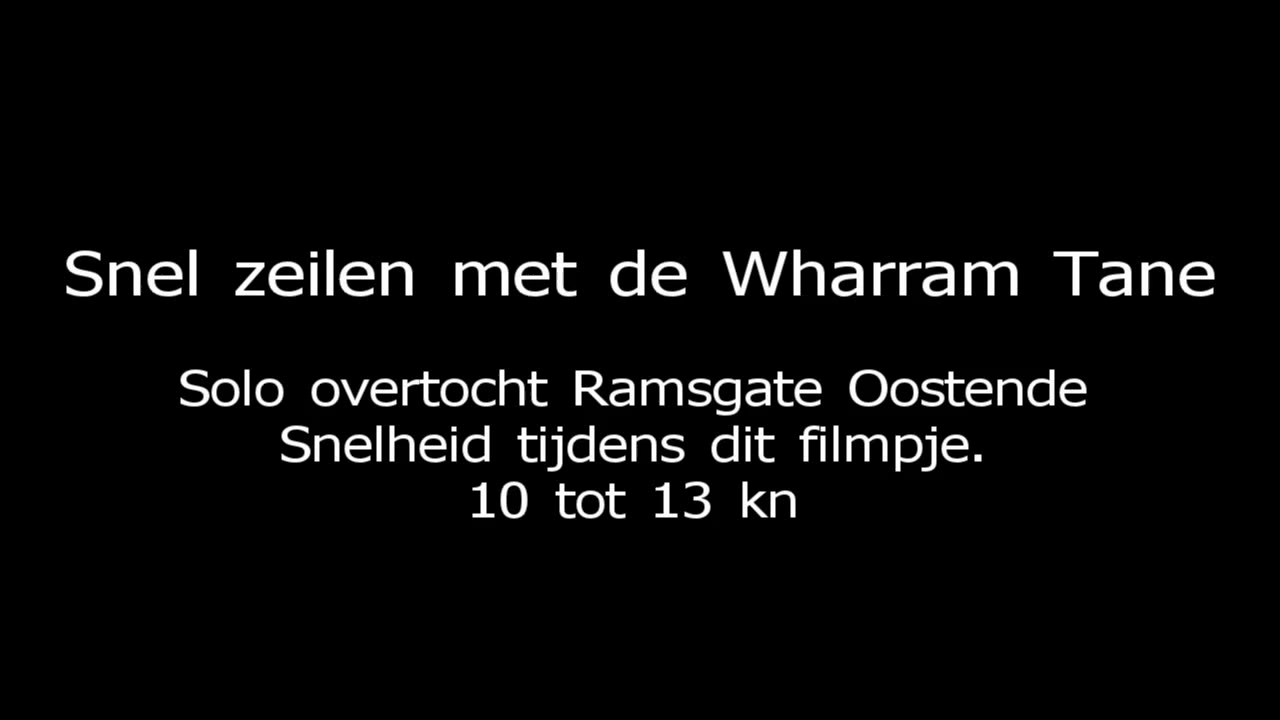 Snel zeilen met de Wharram Tane
Solo overtocht Ramsgate Oostende
Snelheid tijdens dit filmpje.
10 tot 13 kn